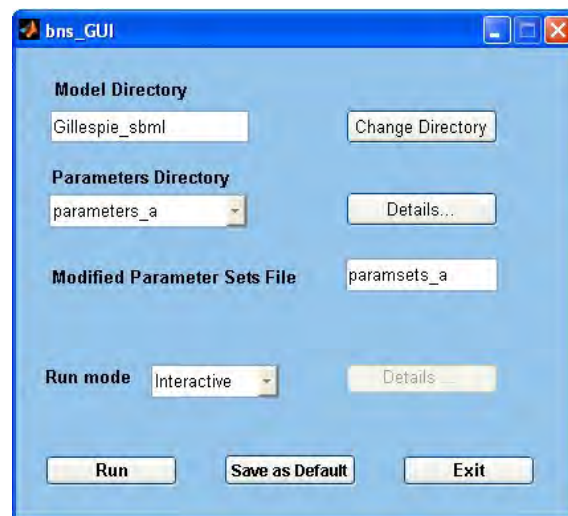 bns_GUI
Model Directory
Gillespie_sbml
Change Directory
Parameters Directory
parameters_a
Details...
Modified Parameter Sets File
paramsets_a
Run mode
Interactive
Details ...
Run
Save as Default
Exit